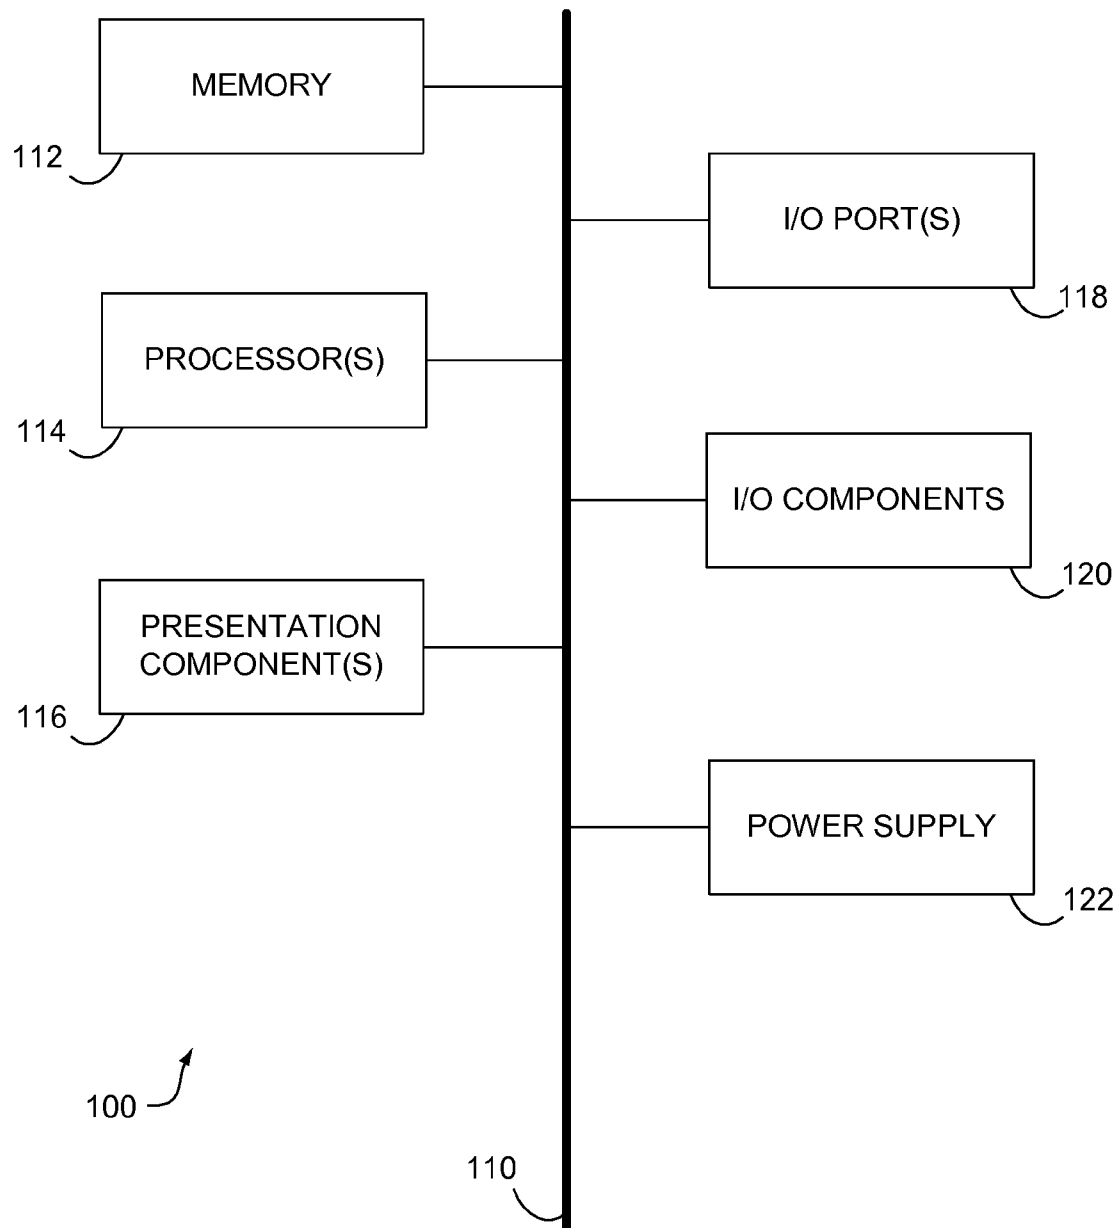 MEMORY
112
I/O PORT(S)
118
PROCESSOR(S)
114
I/O COMPONENTS
120
PRESENTATION
COMPONENT(S)
116
POWER SUPPLY
122
100
110